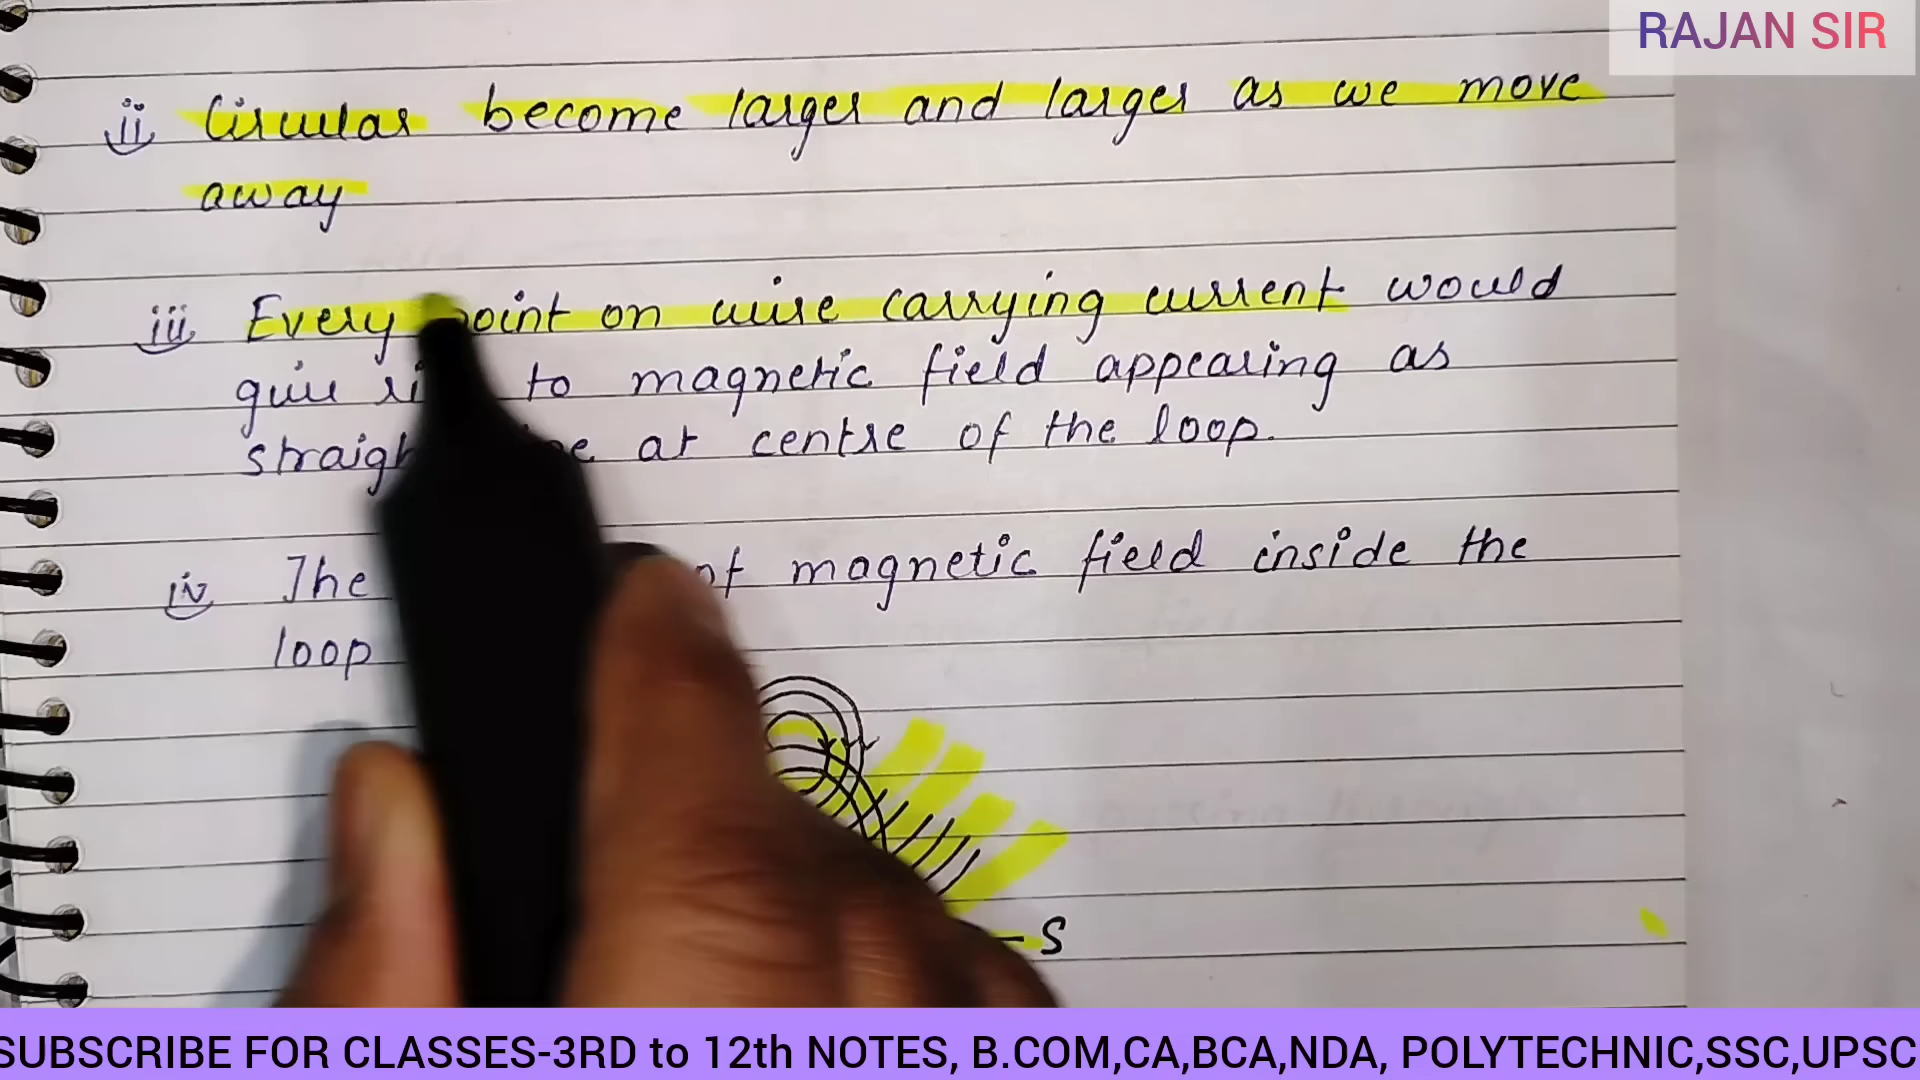 RAJAN SIR
ii Circular become larger and larger as we move
away
iii Every point on wire carrying current would
give to magnetic field appearing as
at centre of the loop.
iv The of magnetic field inside the
loop
S
SUBSCRIBE FOR CLASSES-3RD to 12th NOTES, B.COM,CA,BCA,NDA, POLYTECHNIC,SSC,UPSC